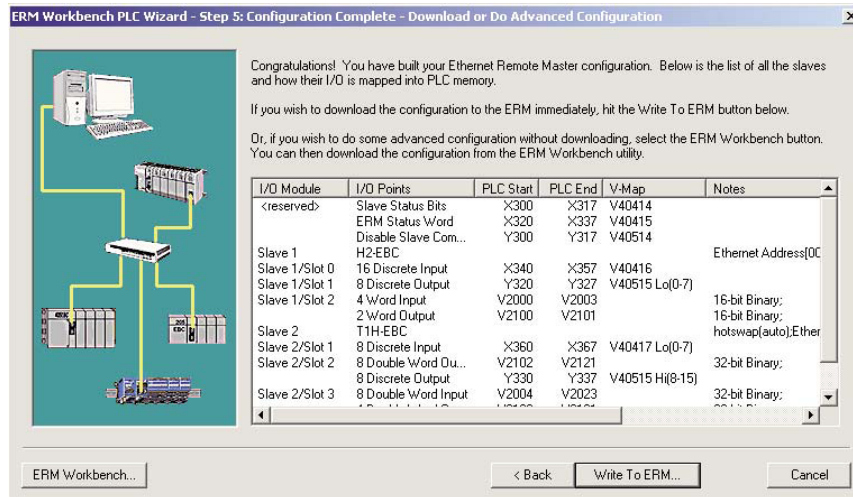 ERM Workbench PLC Wizard - Step 5: Configuration Complete - Download or Do Advanced Configuration
Congratulations! You have built your Ethernet Remote Master configuration. Below is the list of all the slaves
and how their I/O is mapped into PLC memory.
If you wish to download the configuration to the ERM immediately, hit the Write To ERM button below.
Or, if you wish to do some advanced configuration without downloading, select the ERM Workbench button.
You can then download the configuration from the ERM Workbench utility.
I/O Module I/O Points PLC Start PLC End V-Map Notes
<reserved> Slave Status Bits X300 X317 V40414
ERM Status Word X320 X337 V40415
Disable Slave Com... Y300 Y317 V40514
Slave 1 H2-EBC Ethernet Address[00
Slave 1/Slot 0 16 Discrete Input X340 X357 V40416
Slave 1/Slot 1 8 Discrete Output Y320 Y327 V40515 Lo(0-7)
Slave 1/Slot 2 4 Word Input V2000 V2003 16-bit Binary;
2 Word Output V2100 V2101 16-bit Binary;
Slave 2 T1H-EBC hotswap(auto);Ether
Slave 2/Slot 1 8 Discrete Input X360 X367 V40417 Lo(0-7)
Slave 2/Slot 2 8 Double Word Ou... V2102 V2121 32-bit Binary;
8 Discrete Output Y330 Y337 V40515 Hi(8-15)
Slave 2/Slot 3 8 Double Word Input V2004 V2023 32-bit Binary;
ERM Workbench... < Back Write To ERM... Cancel